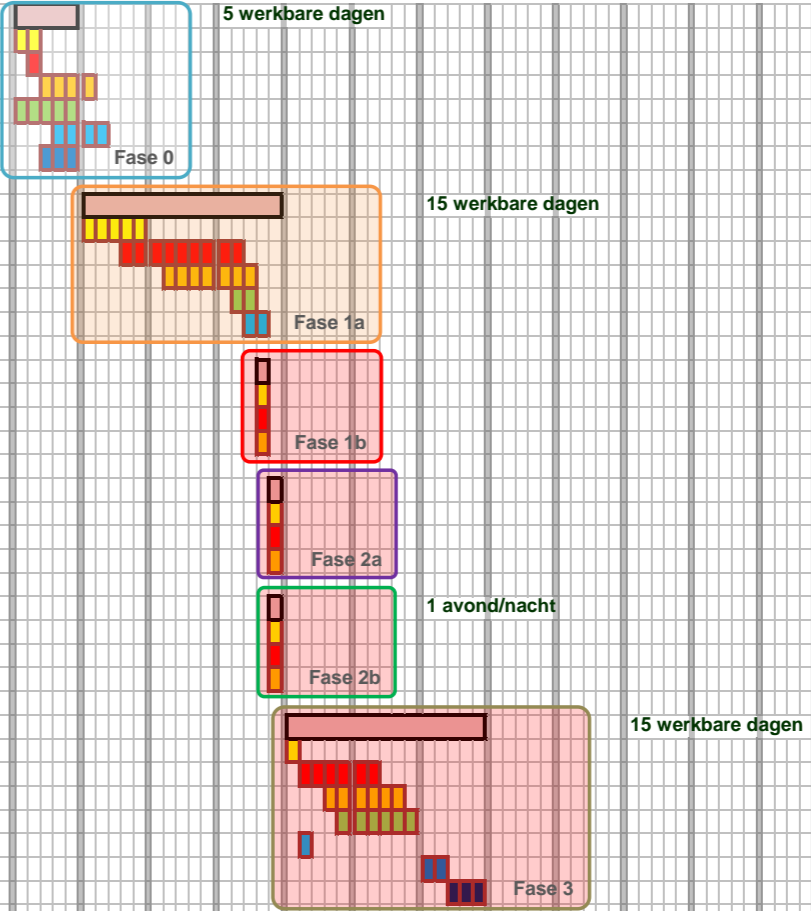 5 werkbare dagen
Fase 0
15 werkbare dagen
Fase 1a
Fase 1b
Fase 2a
1 avond/nacht
Fase 2b
15 werkbare dagen
Fase 3